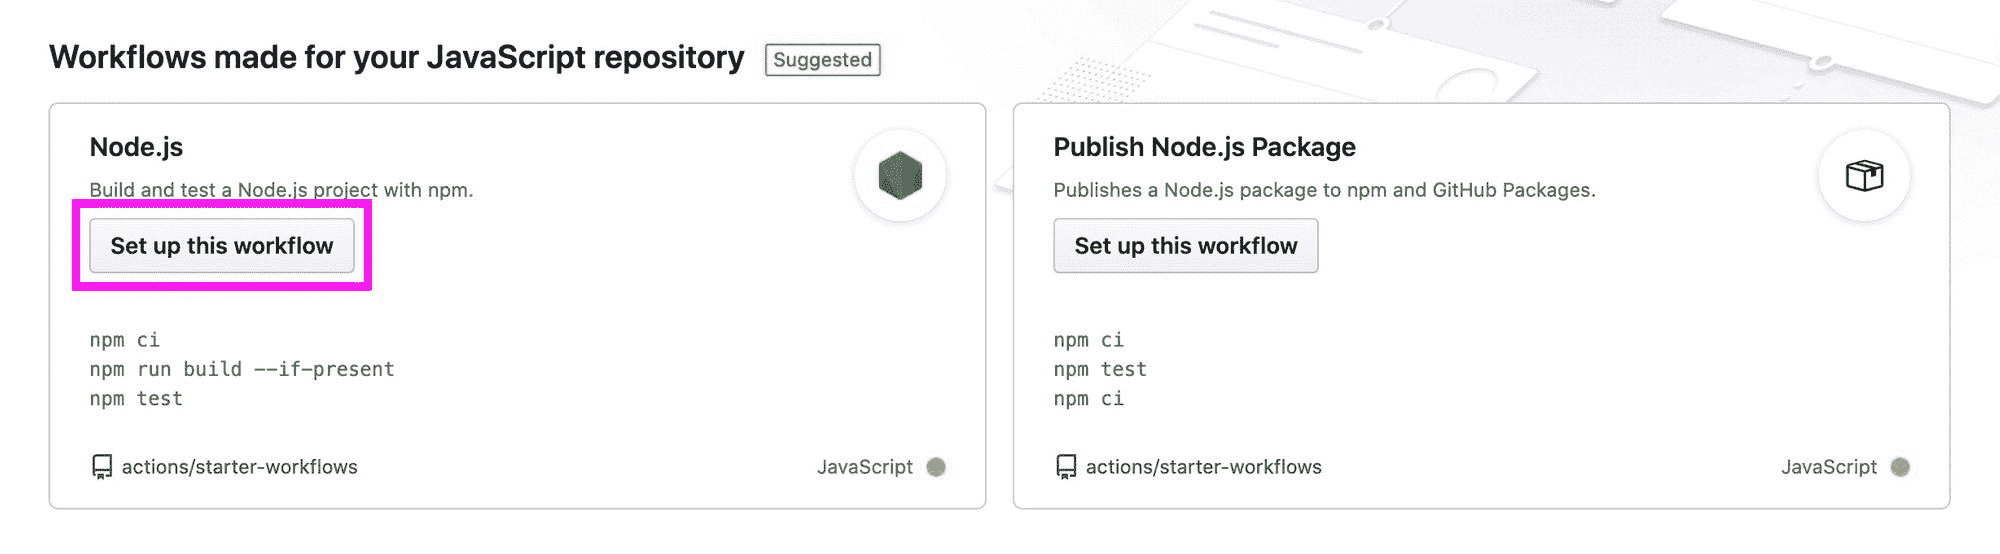 Workflows made for your JavaScript repository Suggested
Node.js
Build and test a Node.js project with npm.
Set up this workflow
npm ci
npm run build --if-present
npm test
actions/starter-workflows JavaScript
Publish Node.js Package
Publishes a Node.js package to npm and GitHub Packages.
Set up this workflow
npm ci
npm test
npm ci
actions/starter-workflows JavaScript